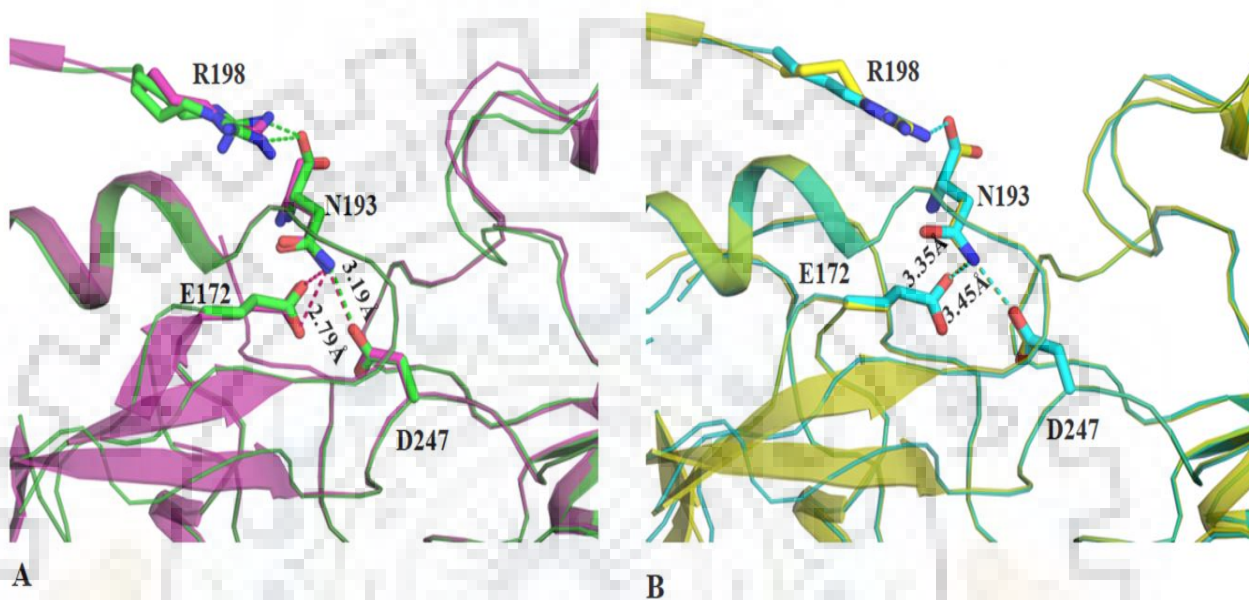 R198
N193
E172
3.19Å
2.79Å
D247
A
R198
N193
E172
3.35Å
3.45Å
D247
B